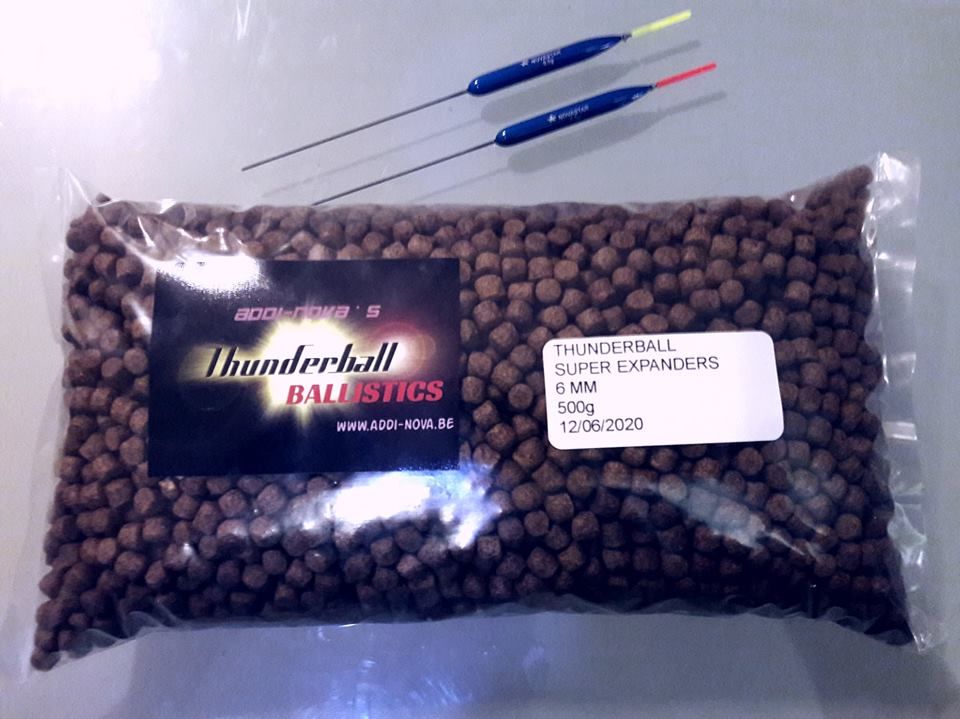 ADDI-NOVA'S
Thunderball
BALLISTICS
WWW.ADDI-NOVA.BE
THUNDERBALL
SUPER EXPANDERS
6 MM
500g
12/06/2020